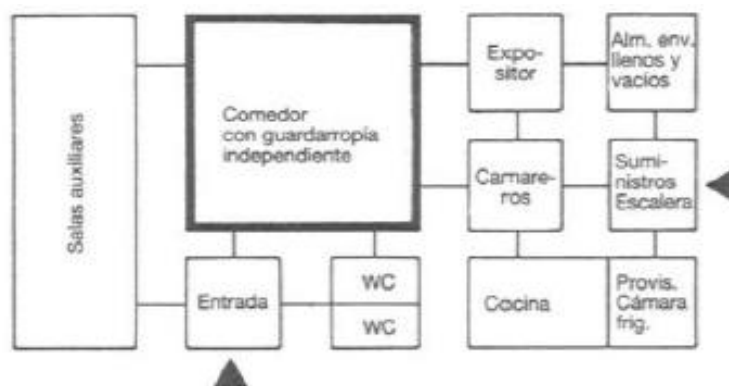 Salas auxiliares
Comedor
con guardarropía
independiente
Expo-
sitor
Alm. env.
llenos y
vacios
Camare-
ros
Sumi-
nistros
Escalera
Entrada
WC
WC
Cocina
Provis.
Cámara
frig.